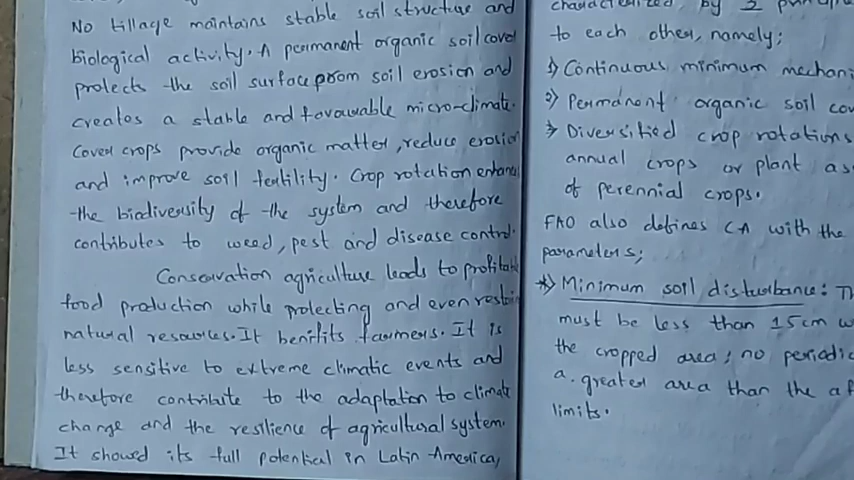 No tillage maintains stable soil structure and
biological activity. A permanent organic soil cover
protects the soil surface from soil erosion and
creates a stable and favourable micro-climate.
Cover crops provide organic matter, reduce erosion
and improve soil fertility. Crop rotation enhances
the biodiversity of the system and therefore
contributes to weed, pest and disease control.
Conservation agriculture leads to profitable
food production while protecting and even restoring
natural resources. It benifits farmers. It is
less sensitive to extreme climatic events and
therefore contribute to the adaptation to climate
change and the resilience of agricultural system.
It showed its full potential in Latin-America,
characterized by 3
to each other, namely;
1) Continuous minimum
2) Permanent organic soil
3) Diversified crop rotations
annual crops or plant
of perennial crops.
FAO also defines CA with the
parameters;
*) Minimum soil disturbance:
must be less than 15cm
the cropped area; no
a greater area than the
limits.